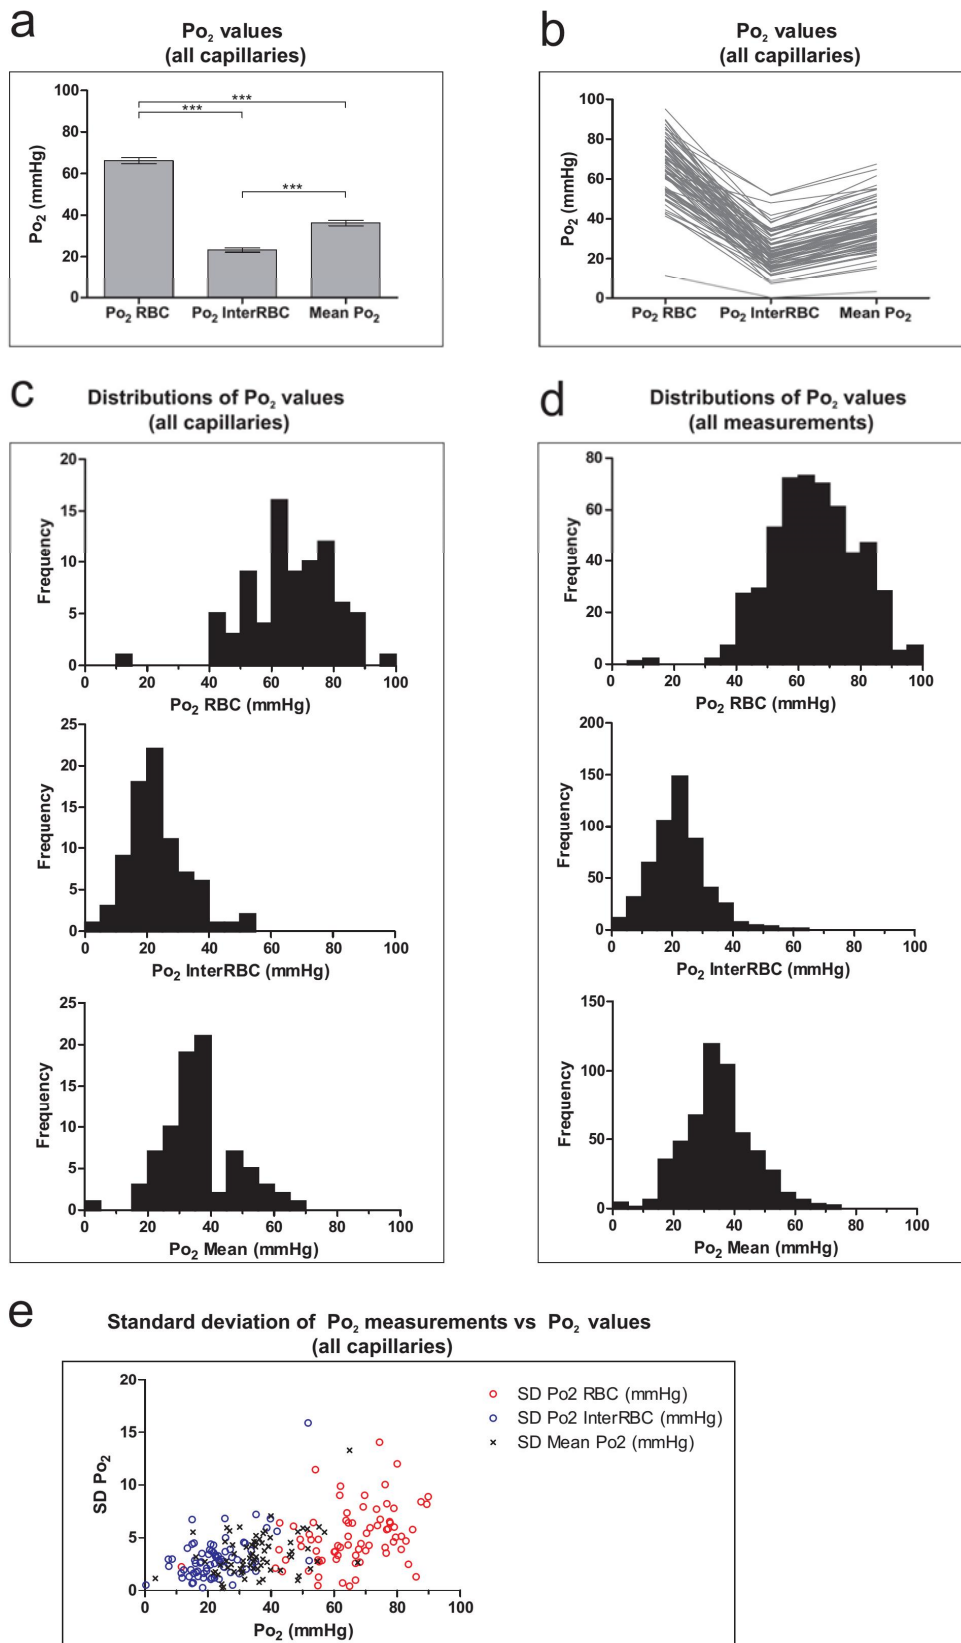 a
Po2 values
(all capillaries)
100
80
60
40
20
0
Po2 (mmHg)
***
***
***
Po2 RBC
Po2 InterRBC
Mean Po2
b
Po2 values
(all capillaries)
100
80
60
40
20
0
Po2 (mmHg)
Po2 RBC
Po2 InterRBC
Mean Po2
c
Distributions of Po2 values
(all capillaries)
20
15
10
5
0
Frequency
0 20 40 60 80 100
Po2 RBC (mmHg)
25
20
15
10
5
0
Frequency
0 20 40 60 80 100
Po2 InterRBC (mmHg)
25
20
15
10
5
0
Frequency
0 20 40 60 80 100
Po2 Mean (mmHg)
d
Distributions of Po2 values
(all measurements)
80
60
40
20
0
Frequency
0 20 40 60 80 100
Po2 RBC (mmHg)
200
150
100
50
0
Frequency
0 20 40 60 80 100
Po2 InterRBC (mmHg)
150
100
50
0
Frequency
0 20 40 60 80 100
Po2 Mean (mmHg)
e
Standard deviation of Po2 measurements vs Po2 values
(all capillaries)
20
15
10
5
0
SD Po2
0 20 40 60 80 100
Po2 (mmHg)
SD Po2 RBC (mmHg)
SD Po2 InterRBC (mmHg)
SD Mean Po2 (mmHg)